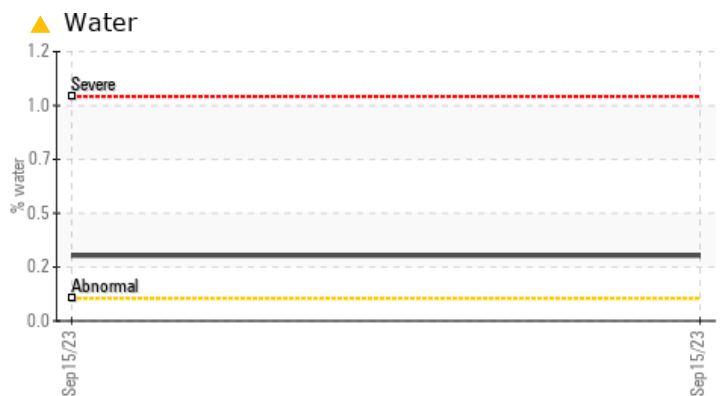 Water
1.2
Severe
1.0
0.7
% water
0.5
0.2
Abnormal
0.0
Sep15/23
Sep15/23